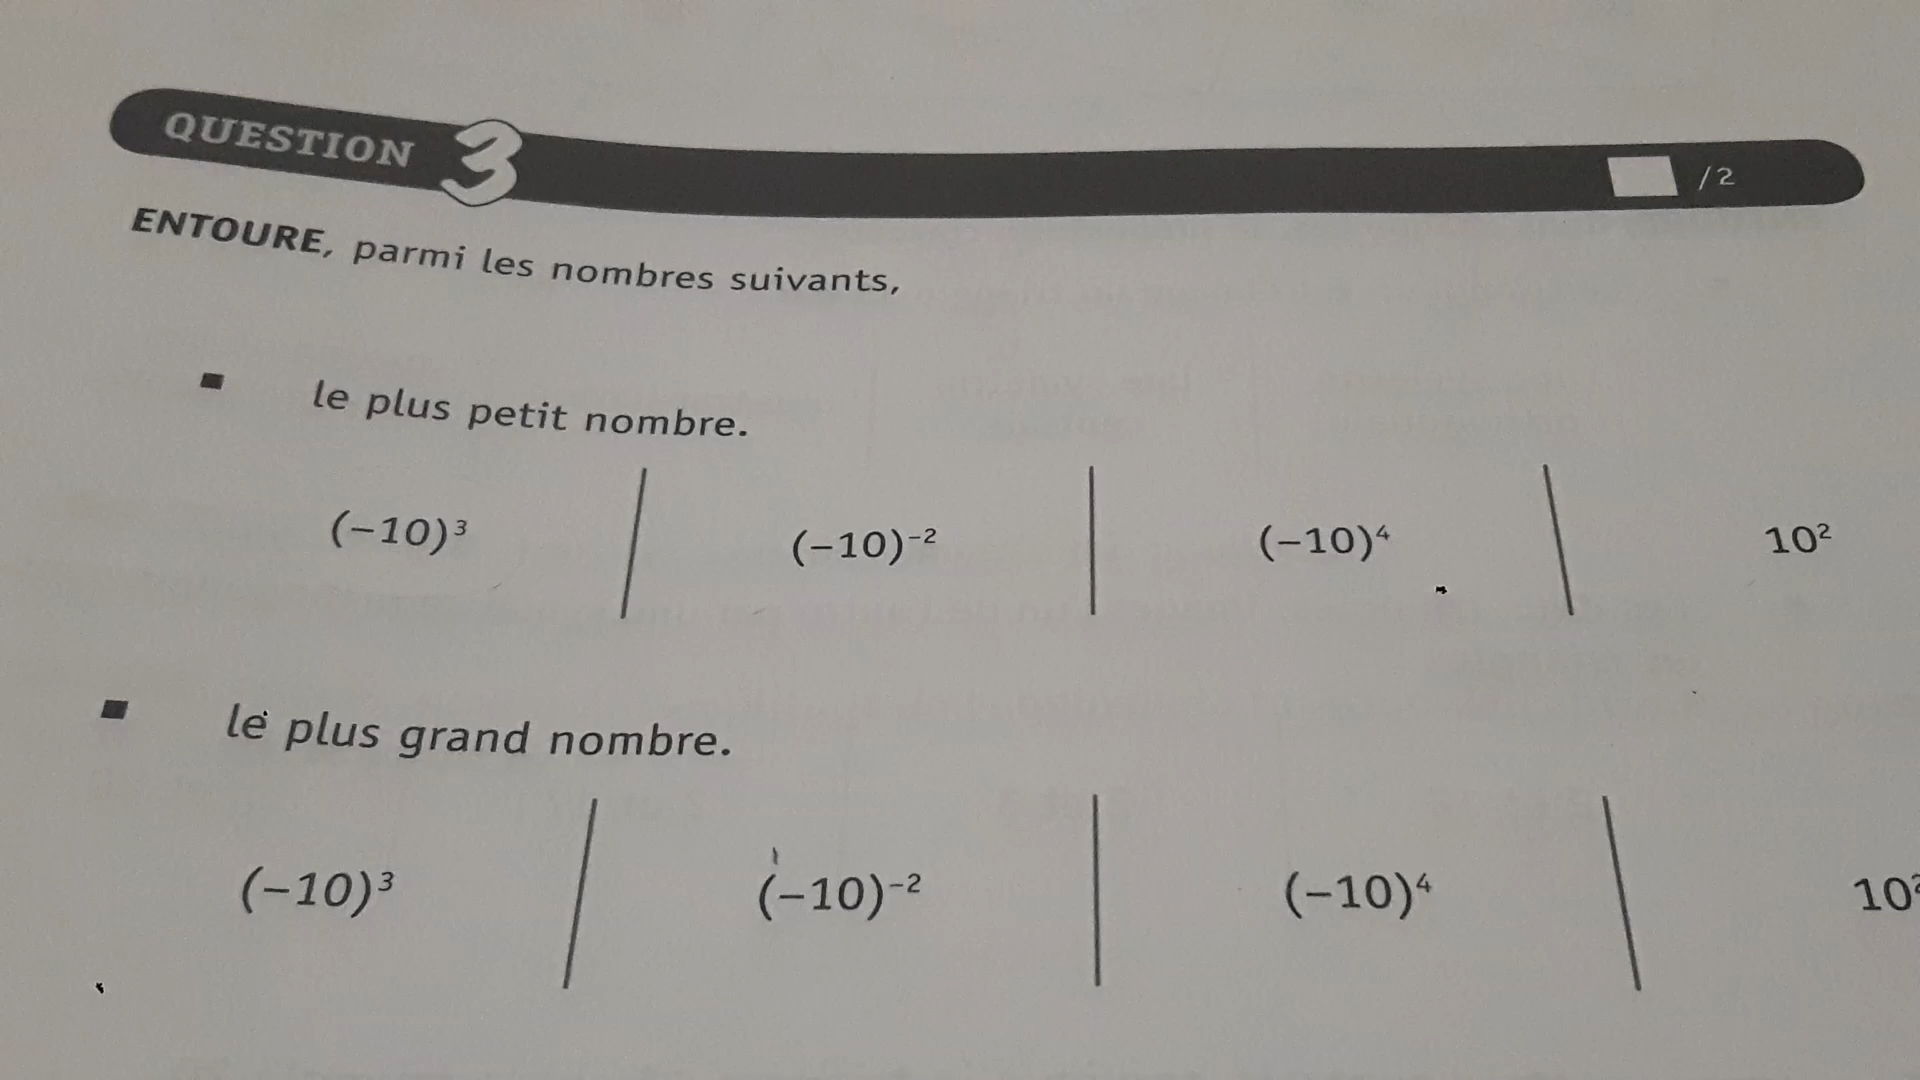 QUESTION 3 /2
ENTOURE, parmi les nombres suivants,
▪ le plus petit nombre.
(−10)³ | (−10)⁻² | (−10)⁴ | 10²
▪ le plus grand nombre.
(−10)³ | (−10)⁻² | (−10)⁴ | 10²